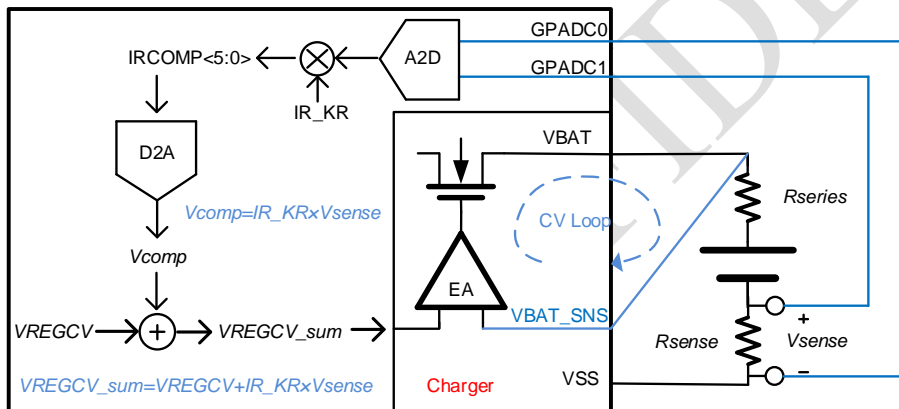 GPADC0
A2D
IRCOMP<5:0>
GPADC1
IR_KR
VBAT
D2A
Rseries
Vcomp=IR_KR×Vsense
CV Loop
Vcomp
EA
VBAT_SNS
+
VREGCV
+
VREGCV_sum
Rsense
Vsense
VREGCV_sum=VREGCV+IR_KR×Vsense
Charger
VSS
−